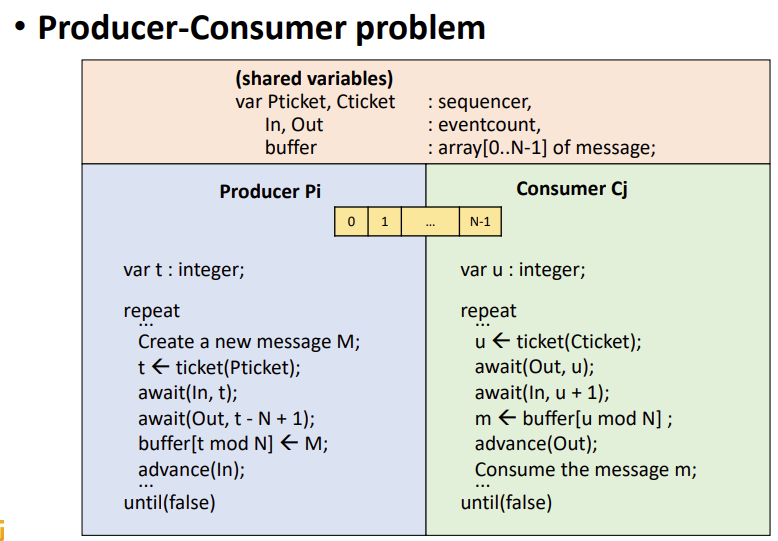 • Producer-Consumer problem
(shared variables)
var Pticket, Cticket : sequencer,
In, Out : eventcount,
buffer : array[0..N-1] of message;
Producer Pi
Consumer Cj
0 1 ... N-1
var t : integer;
repeat
...
Create a new message M;
t ← ticket(Pticket);
await(In, t);
await(Out, t - N + 1);
buffer[t mod N] ← M;
advance(In);
...
until(false)
var u : integer;
repeat
...
u ← ticket(Cticket);
await(Out, u);
await(In, u + 1);
m ← buffer[u mod N] ;
advance(Out);
Consume the message m;
...
until(false)